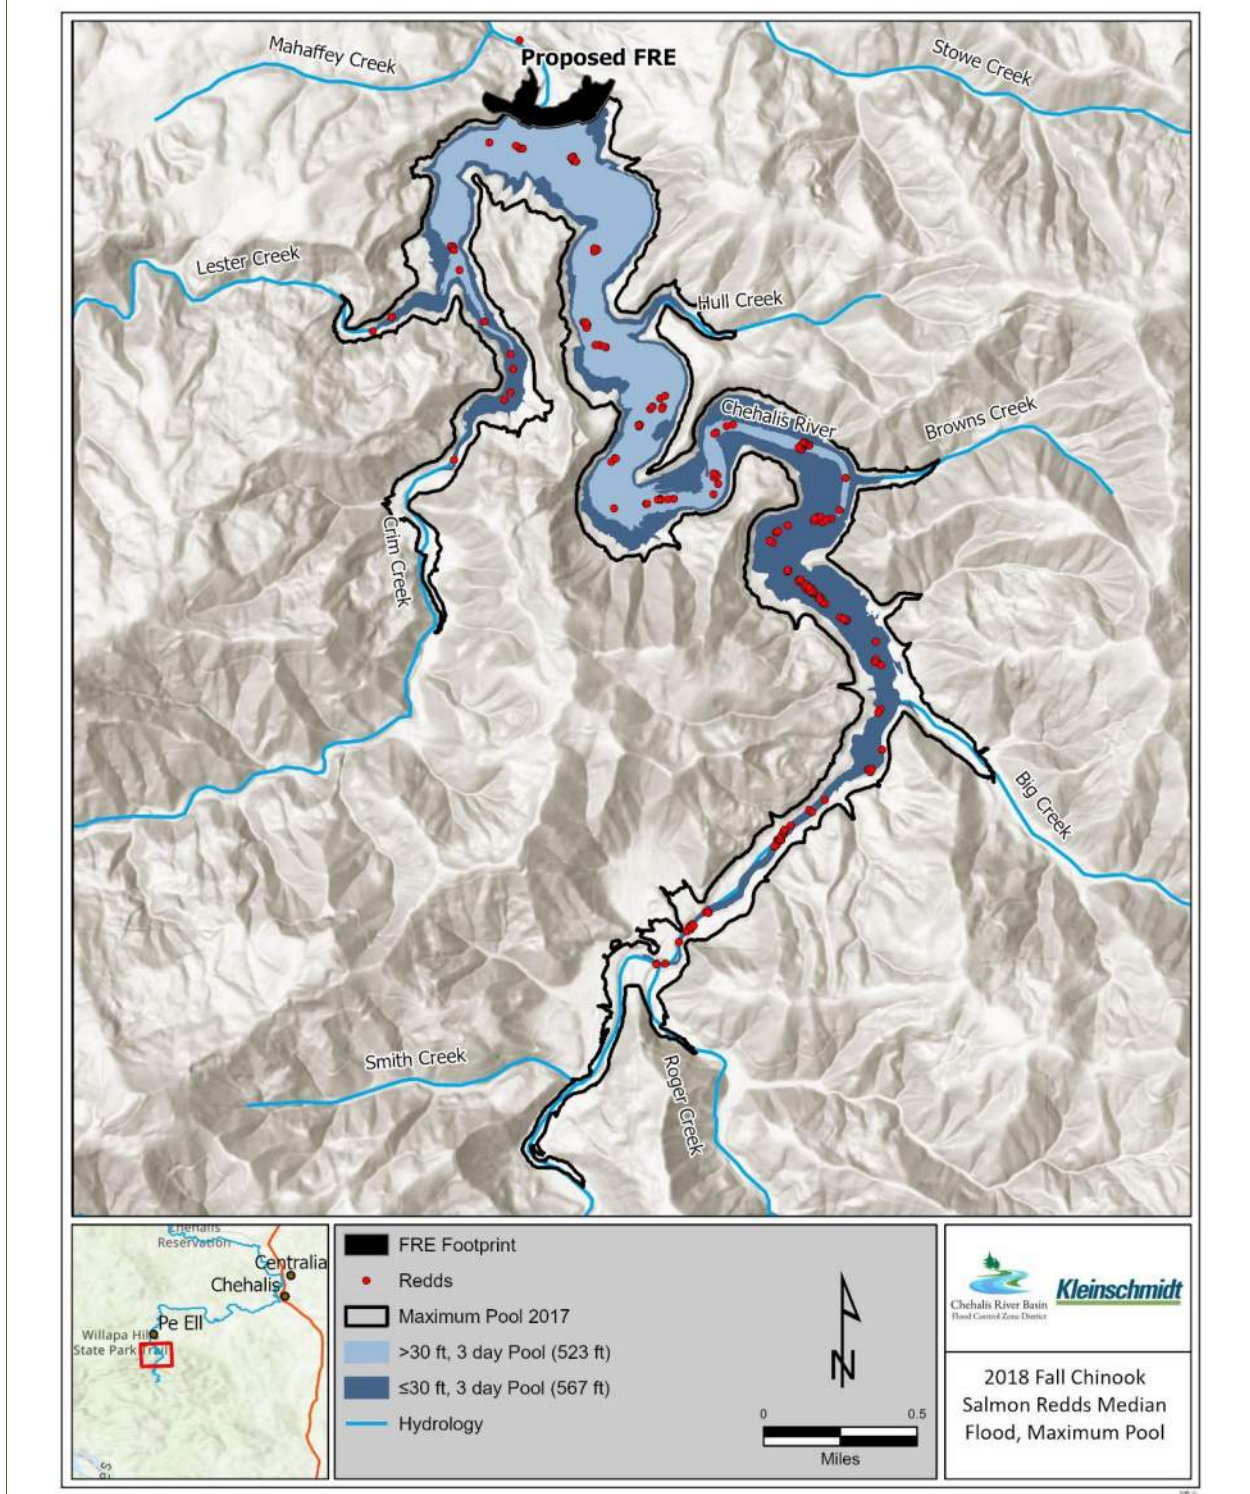 Mahaffey Creek
Proposed FRE
Stowe Creek
Lester Creek
Hull Creek
Chehalis River
Browns Creek
Crim Creek
Big Creek
Smith Creek
Roger Creek
Chehalis
Reservation
Centralia
Chehalis
Pe Ell
Willapa Hil
State Park Trail
FRE Footprint
Redds
Maximum Pool 2017
>30 ft, 3 day Pool (523 ft)
≤30 ft, 3 day Pool (567 ft)
Hydrology
N
0 0.5
Miles
Chehalis River Basin
Flood Control Zone District
Kleinschmidt
2018 Fall Chinook
Salmon Redds Median
Flood, Maximum Pool